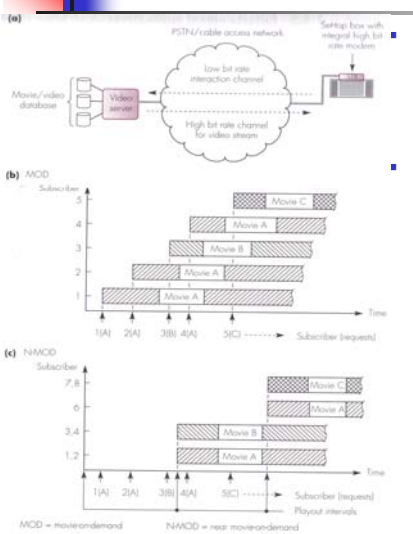 (a)
PSTN/cable access network
Set-top box with
integral high bit
rate modem
Low bit rate
interaction channel
Movie/video
database
Video
server
High bit rate channel
for video stream
(b) MOD
Subscriber
5
Movie C
4
Movie A
3
Movie B
2
Movie A
1
Movie A
Time
1(A) 2(A) 3(B) 4(A) 5(C) Subscriber (requests)
(c) N-MOD
Subscriber
7,8
Movie C
6
Movie A
3,4
Movie B
1,2
Movie A
Time
1(A) 2(A) 3(B) 4(A) 5(C) Subscriber (requests)
Playout intervals
MOD = movie-on-demand N-MOD = near movie-on-demand